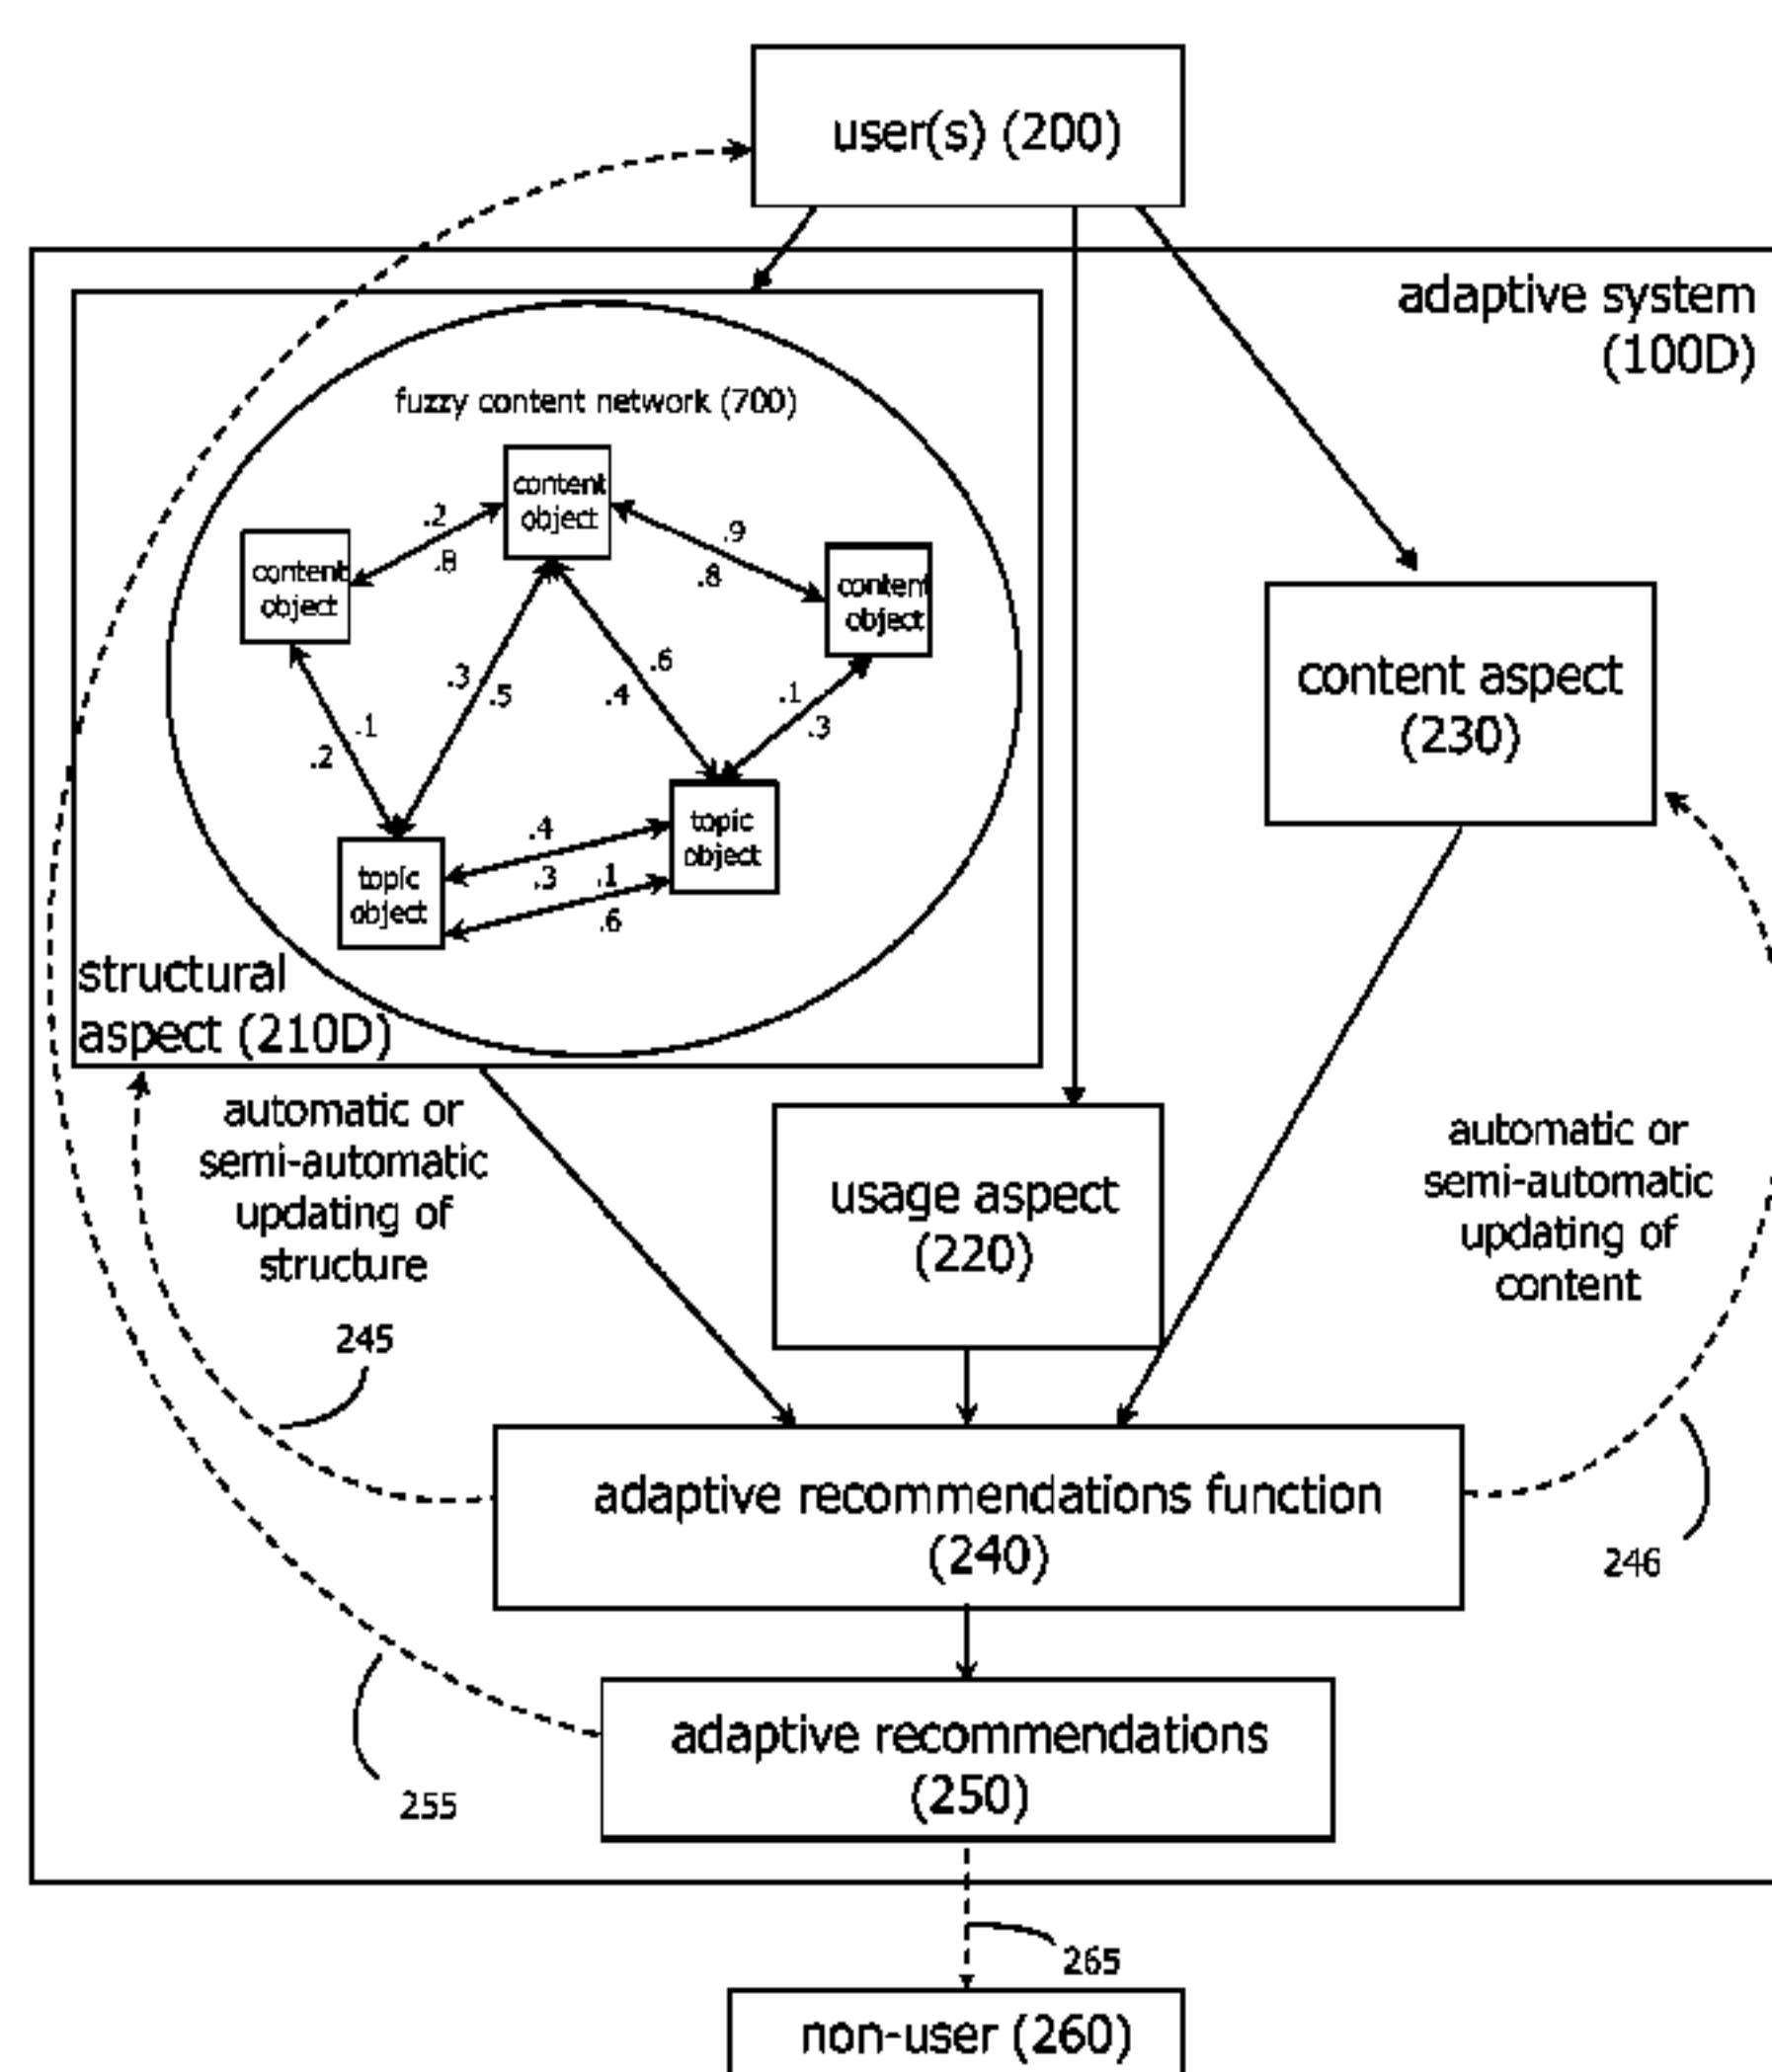 user(s) (200)
adaptive system
(100D)
fuzzy content network (700)
content
object
.2
.8
.9
.8
content
object
content
object
.3
.5
.6
.4
.1
.3
.1
.2
topic
object
.4
.3
.1
.6
topic
object
structural
aspect (210D)
content aspect
(230)
automatic or
semi-automatic
updating of
structure
245
usage aspect
(220)
automatic or
semi-automatic
updating of
content
246
adaptive recommendations function
(240)
adaptive recommendations
(250)
255
265
non-user (260)